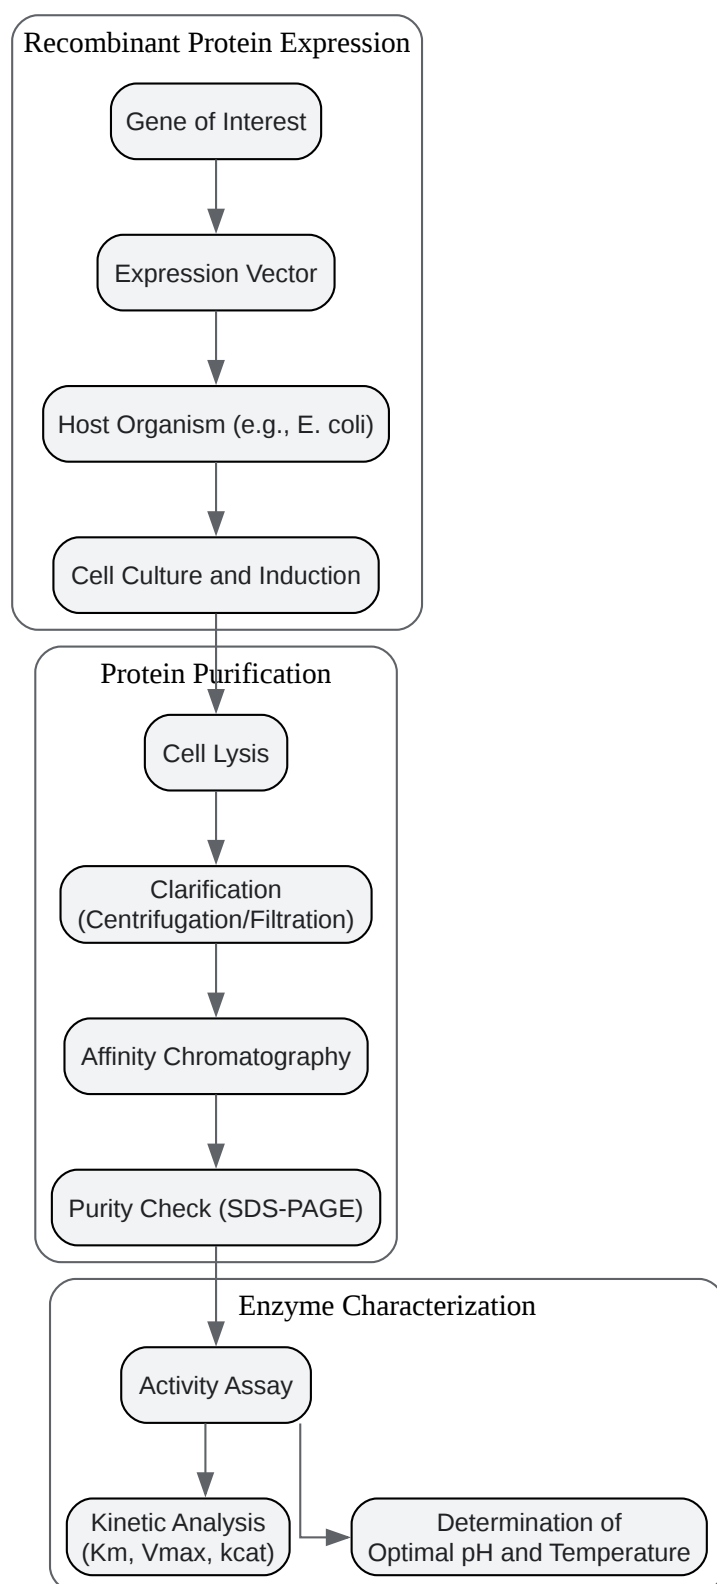 Recombinant Protein Expression
Gene of Interest
Expression Vector
Host Organism (e.g., E. coli)
Cell Culture and Induction
Protein Purification
Cell Lysis
Clarification
(Centrifugation/Filtration)
Affinity Chromatography
Purity Check (SDS-PAGE)
Enzyme Characterization
Activity Assay
Kinetic Analysis
(Km, Vmax, kcat)
Determination of
Optimal pH and Temperature